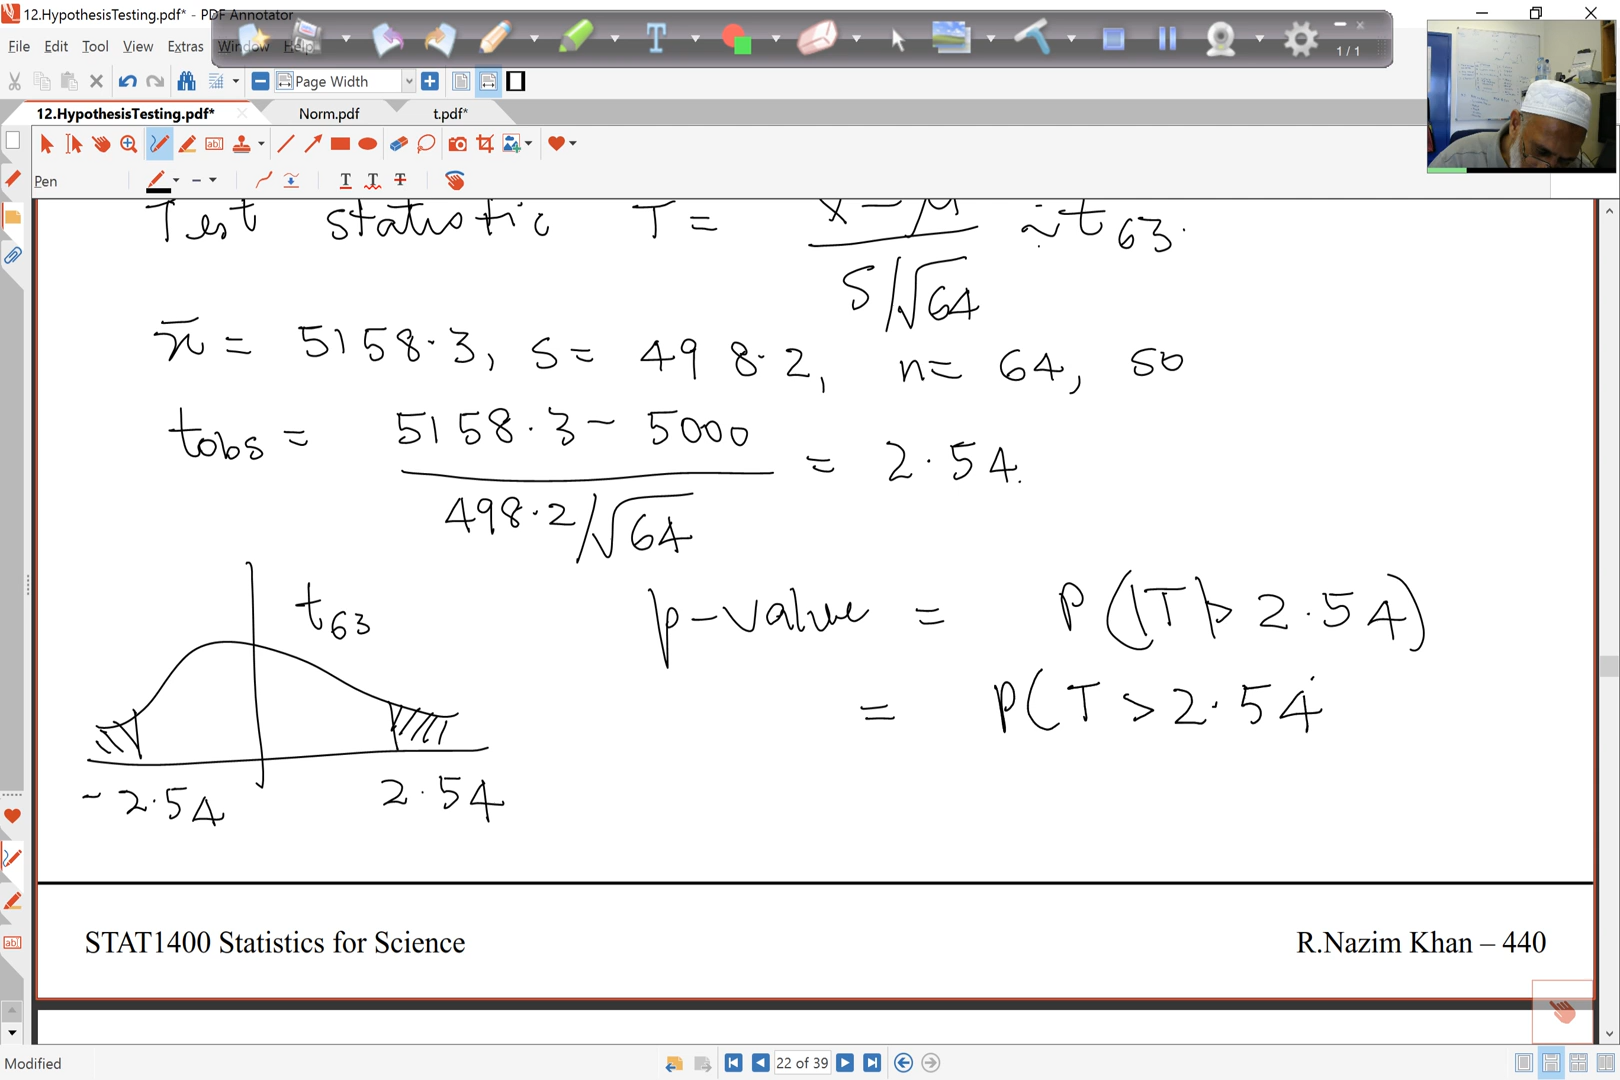 12.HypothesisTesting.pdf* - PDF Annotator
File Edit Tool View Extras Window Help
1 / 1
Page Width
12.HypothesisTesting.pdf* Norm.pdf t.pdf*
Pen
Test statistic T = x̄ - μ / S/√64 ≈ t63.
x̄ = 5158.3, s = 498.2, n = 64, so
tobs = 5158.3 - 5000 / 498.2/√64 = 2.54.
t63
p-value = P(|T| > 2.54)
= P(T > 2.54
-2.54 2.54
STAT1400 Statistics for Science R.Nazim Khan – 440
Modified 22 of 39